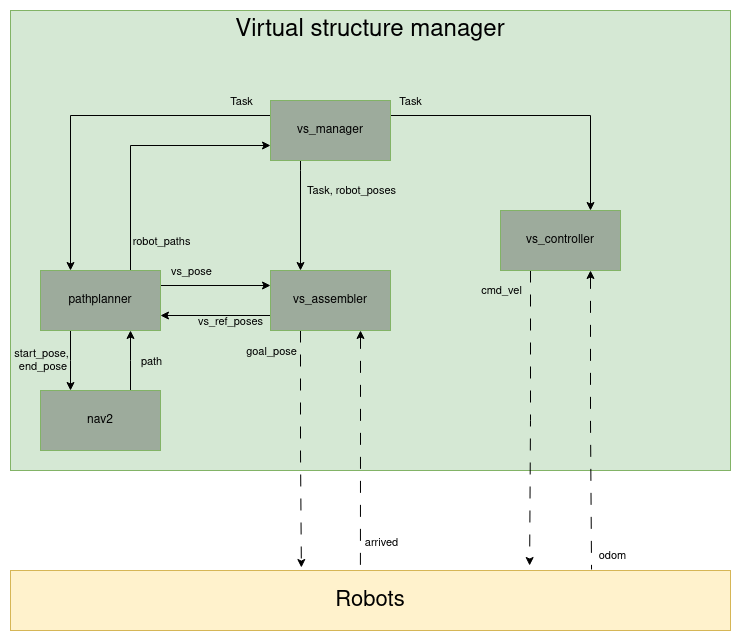 Virtual structure manager
Task
Task
vs_manager
Task, robot_poses
robot_paths
vs_controller
vs_pose
pathplanner
vs_assembler
cmd_vel
vs_ref_poses
start_pose,
end_pose
path
goal_pose
nav2
arrived
odom
Robots